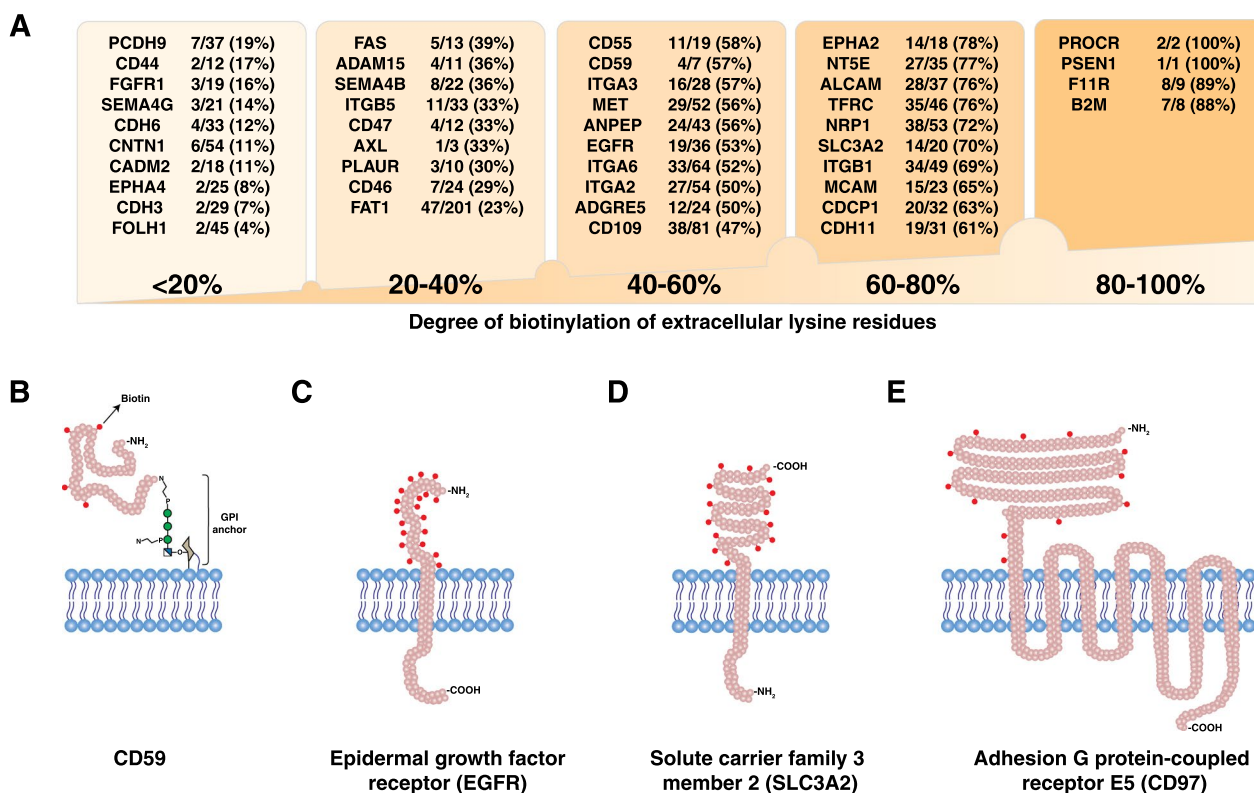 A
PCDH9 7/37 (19%)
CD44 2/12 (17%)
FGFR1 3/19 (16%)
SEMA4G 3/21 (14%)
CDH6 4/33 (12%)
CNTN1 6/54 (11%)
CADM2 2/18 (11%)
EPHA4 2/25 (8%)
CDH3 2/29 (7%)
FOLH1 2/45 (4%)
<20%
FAS 5/13 (39%)
ADAM15 4/11 (36%)
SEMA4B 8/22 (36%)
ITGB5 11/33 (33%)
CD47 4/12 (33%)
AXL 1/3 (33%)
PLAUR 3/10 (30%)
CD46 7/24 (29%)
FAT1 47/201 (23%)
20-40%
CD55 11/19 (58%)
CD59 4/7 (57%)
ITGA3 16/28 (57%)
MET 29/52 (56%)
ANPEP 24/43 (56%)
EGFR 19/36 (53%)
ITGA6 33/64 (52%)
ITGA2 27/54 (50%)
ADGRE5 12/24 (50%)
CD109 38/81 (47%)
40-60%
EPHA2 14/18 (78%)
NT5E 27/35 (77%)
ALCAM 28/37 (76%)
TFRC 35/46 (76%)
NRP1 38/53 (72%)
SLC3A2 14/20 (70%)
ITGB1 34/49 (69%)
MCAM 15/23 (65%)
CDCP1 20/32 (63%)
CDH11 19/31 (61%)
60-80%
PROCR 2/2 (100%)
PSEN1 1/1 (100%)
F11R 8/9 (89%)
B2M 7/8 (88%)
80-100%
Degree of biotinylation of extracellular lysine residues
B
Biotin
-NH2
N
P
N
P
O
GPI
anchor
CD59
C
-NH2
-COOH
Epidermal growth factor
receptor (EGFR)
D
-COOH
-NH2
Solute carrier family 3
member 2 (SLC3A2)
E
-NH2
-COOH
Adhesion G protein-coupled
receptor E5 (CD97)